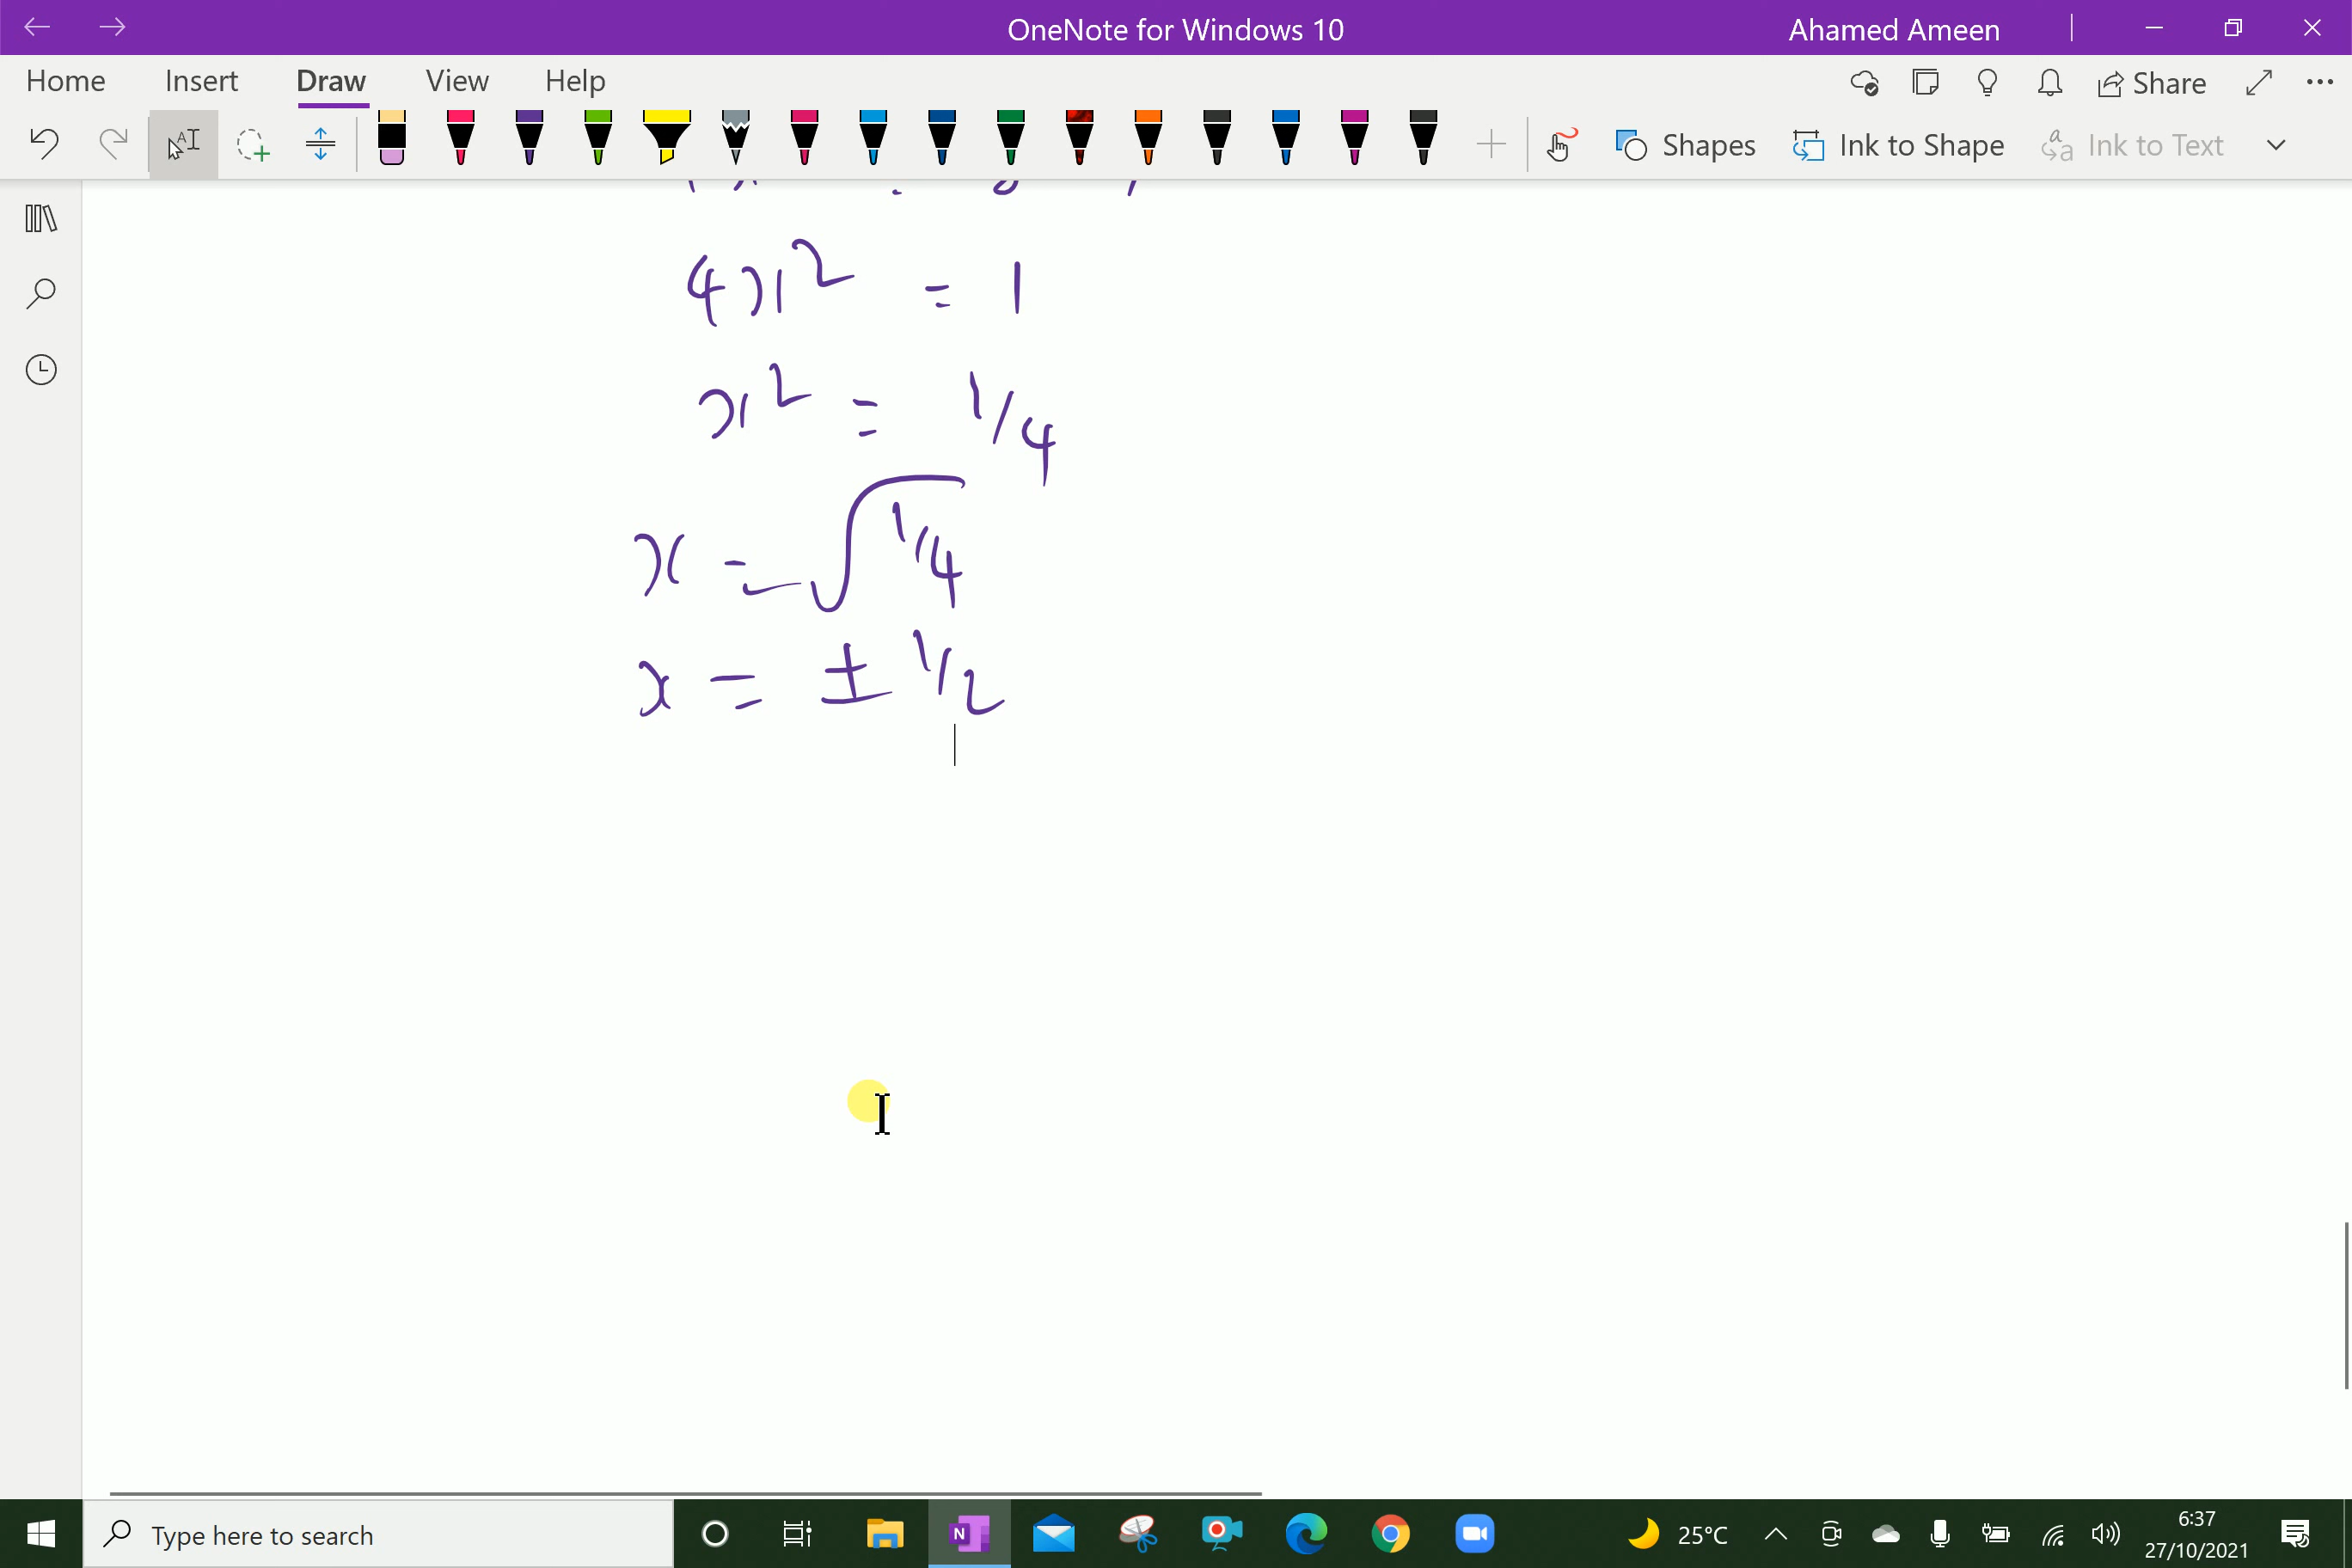 OneNote for Windows 10 Ahamed Ameen
Home Insert Draw View Help Share
Shapes Ink to Shape Ink to Text
4x² = 1
x² = 1/4
x = √1/4
x = ± 1/2
Type here to search 25°C 6:37
27/10/2021